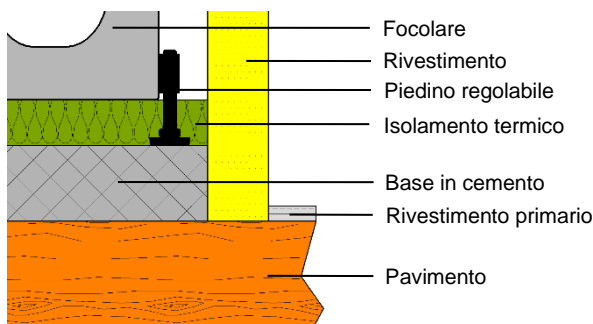 Focolare
Rivestimento
Piedino regolabile
Isolamento termico
Base in cemento
Rivestimento primario
Pavimento